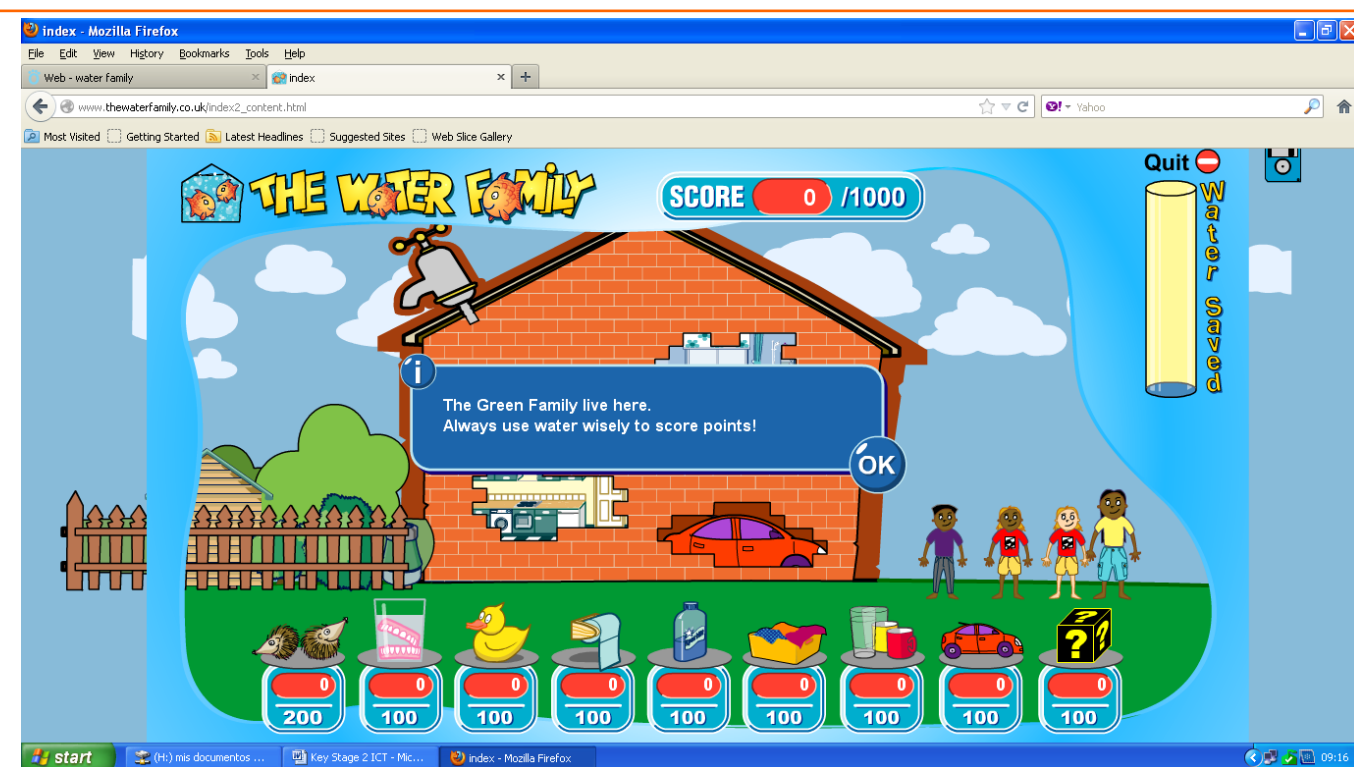 index - Mozilla Firefox
File Edit View History Bookmarks Tools Help
Web - water family × index × +
www.thewaterfamily.co.uk/index2_content.html Yahoo
Most Visited Getting Started Latest Headlines Suggested Sites Web Slice Gallery
THE WATER FAMILY
SCORE 0 /1000
Quit
Water Saved
i
The Green Family live here.
Always use water wisely to score points!
OK
? ? ?
0 0 0 0 0 0 0 0 0
200 100 100 100 100 100 100 100 100
start (H:) mis documentos ... Key Stage 2 ICT - Mic... index - Mozilla Firefox 09:16